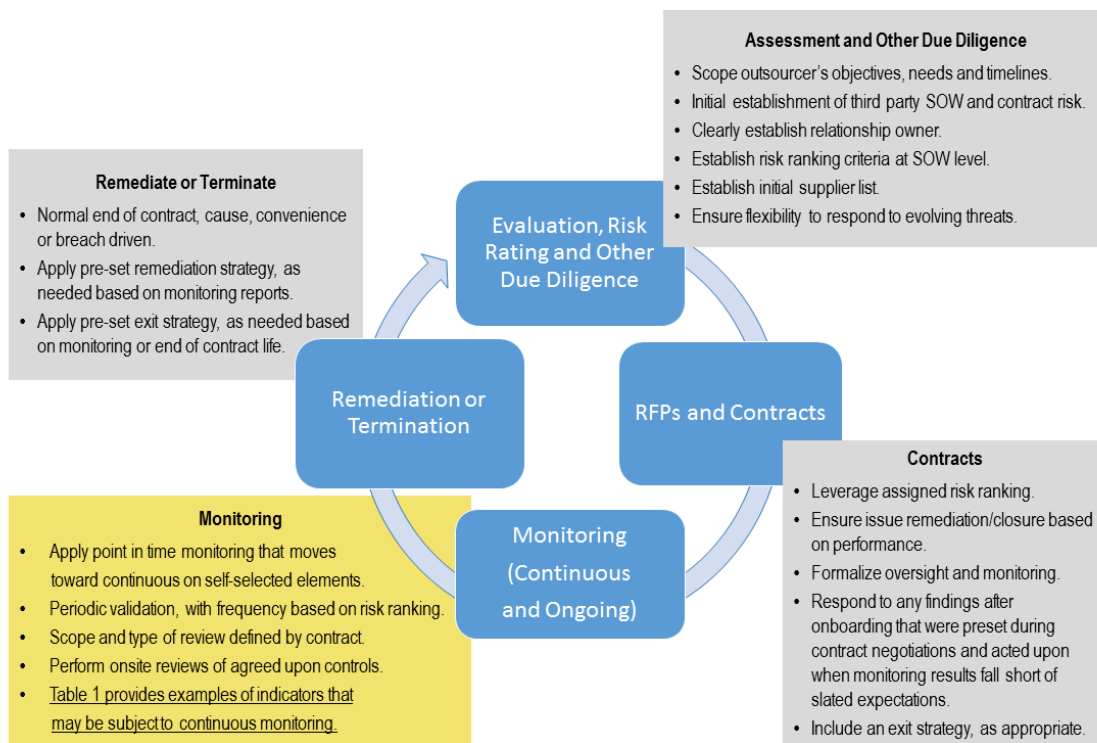 Assessment and Other Due Diligence
• Scope outsourcer's objectives, needs and timelines.
• Initial establishment of third party SOW and contract risk.
• Clearly establish relationship owner.
• Establish risk ranking criteria at SOW level.
• Establish initial supplier list.
• Ensure flexibility to respond to evolving threats.
Remediate or Terminate
• Normal end of contract, cause, convenience
or breach driven.
• Apply pre-set remediation strategy, as
needed based on monitoring reports.
• Apply pre-set exit strategy, as needed based
on monitoring or end of contract life.
Evaluation, Risk
Rating and Other
Due Diligence
Remediation or
Termination
RFPs and Contracts
Monitoring
(Continuous
and Ongoing)
Monitoring
• Apply point in time monitoring that moves
toward continuous on self-selected elements.
• Periodic validation, with frequency based on risk ranking.
• Scope and type of review defined by contract.
• Perform onsite reviews of agreed upon controls.
• Table 1 provides examples of indicators that
may be subject to continuous monitoring.
Contracts
• Leverage assigned risk ranking.
• Ensure issue remediation/closure based
on performance.
• Formalize oversight and monitoring.
• Respond to any findings after
onboarding that were preset during
contract negotiations and acted upon
when monitoring results fall short of
slated expectations.
• Include an exit strategy, as appropriate.